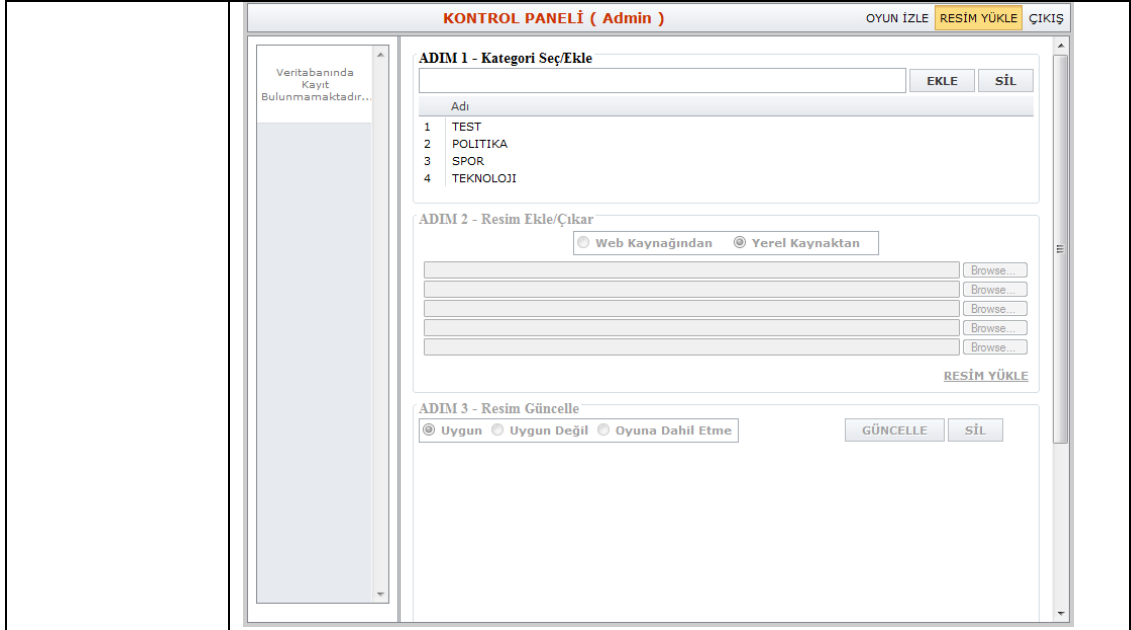 KONTROL PANELİ ( Admin )
OYUN İZLE RESİM YÜKLE ÇIKIŞ
Veritabanında
Kayıt
Bulunmamaktadır...
ADIM 1 - Kategori Seç/Ekle
EKLE SİL
Adı
1 TEST
2 POLITIKA
3 SPOR
4 TEKNOLOJI
ADIM 2 - Resim Ekle/Çıkar
Web Kaynağından Yerel Kaynaktan
Browse...
Browse...
Browse...
Browse...
Browse...
RESİM YÜKLE
ADIM 3 - Resim Güncelle
Uygun Uygun Değil Oyuna Dahil Etme
GÜNCELLE SİL